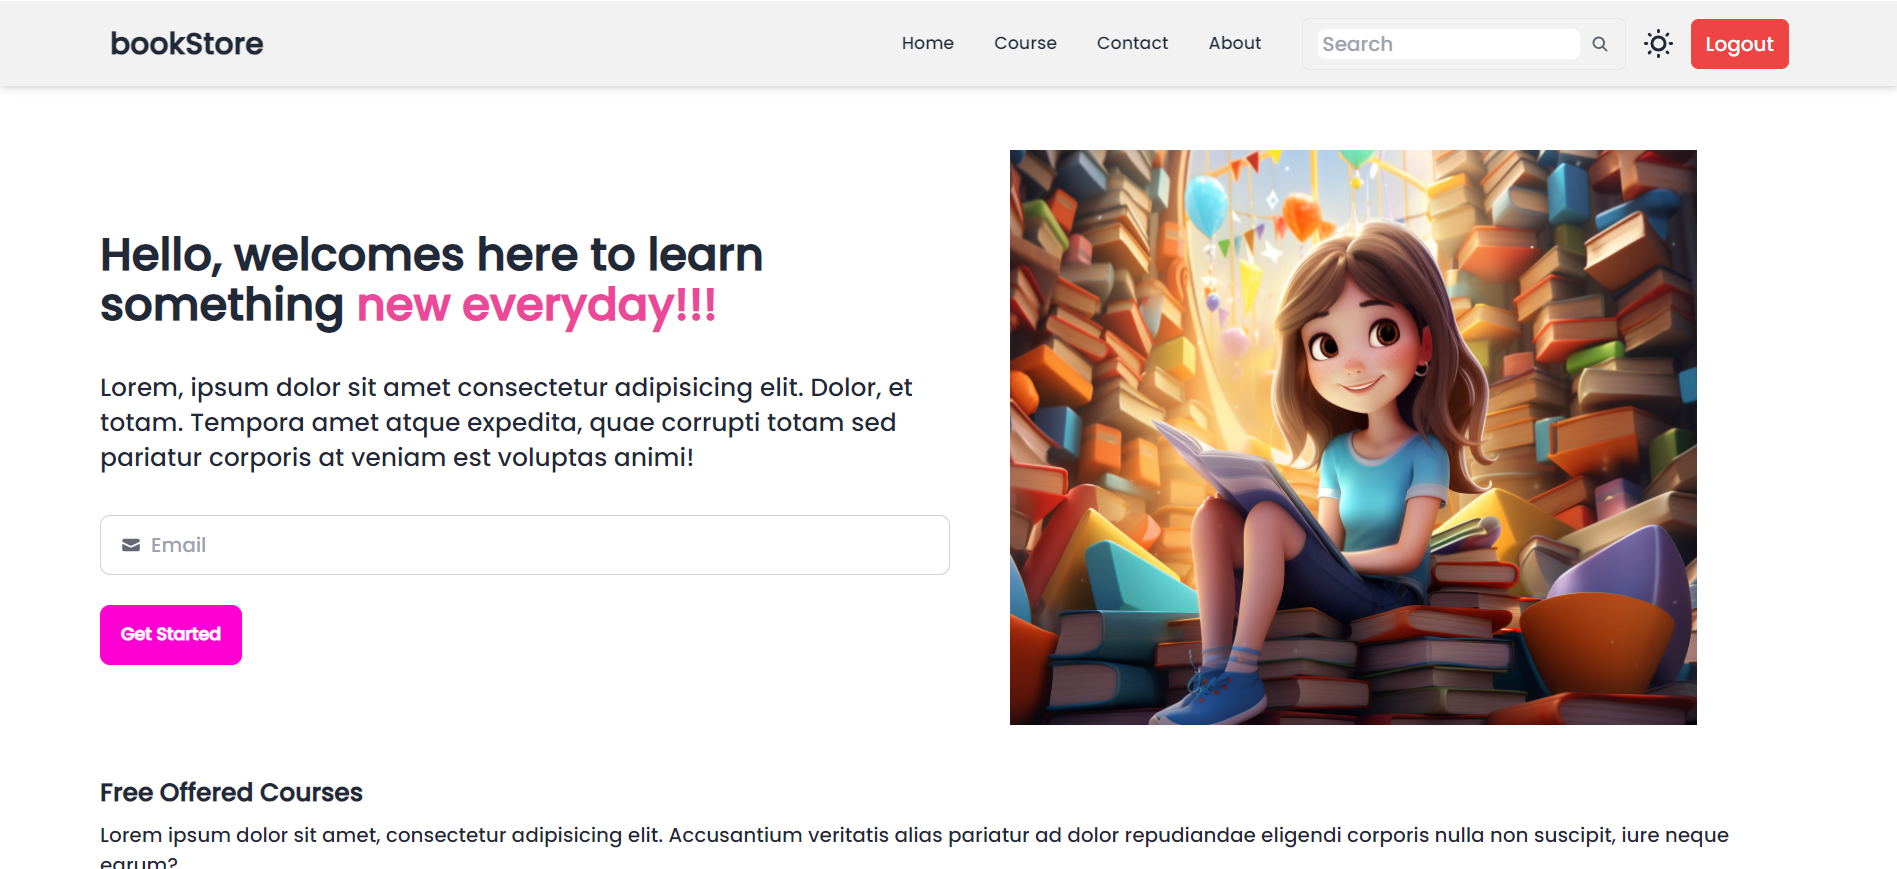 bookStore
Home
Course
Contact
About
Search
Logout
Hello, welcomes here to learn
something new everyday!!!
Lorem, ipsum dolor sit amet consectetur adipisicing elit. Dolor, et
totam. Tempora amet atque expedita, quae corrupti totam sed
pariatur corporis at veniam est voluptas animi!
Email
Get Started
Free Offered Courses
Lorem ipsum dolor sit amet, consectetur adipisicing elit. Accusantium veritatis alias pariatur ad dolor repudiandae eligendi corporis nulla non suscipit, iure neque
earum?